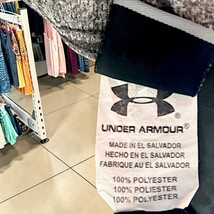 UNDER ARMOUR®
MADE IN EL SALVADOR
HECHO EN EL SALVADOR
FABRIQUE AU EL SALVADOR
100% POLYESTER
100% POLIESTER
100% POLYESTER